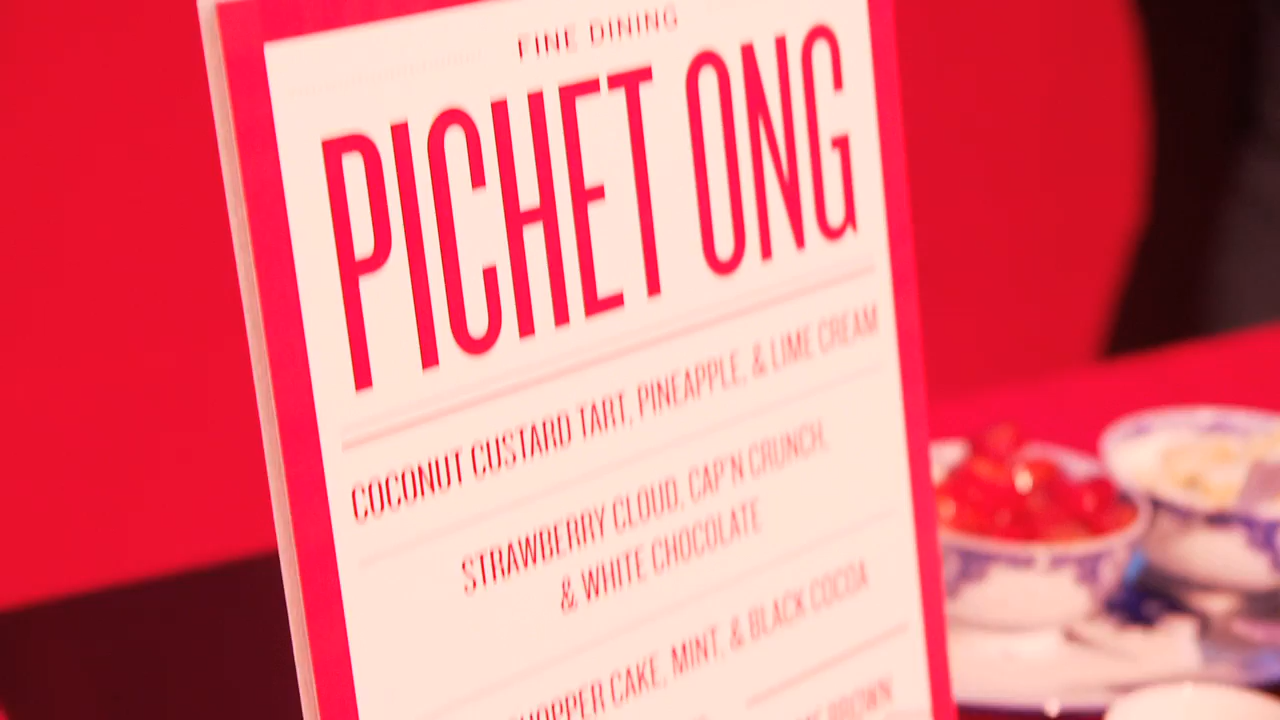 FINE DINING
PICHET ONG
COCONUT CUSTARD TART, PINEAPPLE, & LIME CREAM
STRAWBERRY CLOUD, CAP'N CRUNCH,
& WHITE CHOCOLATE
CAKE, MINT, & BLACK COCOA
BROWN